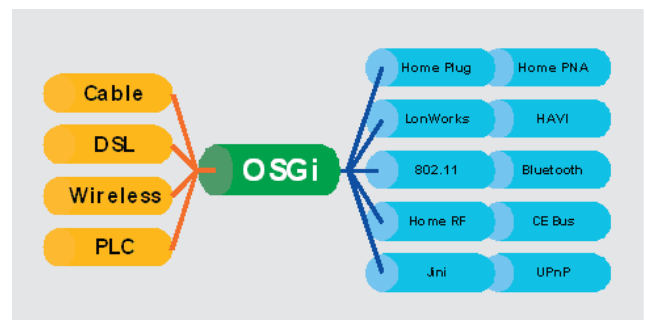 Cable
DSL
Wireless
PLC
OSGi
Home Plug
Home PNA
LonWorks
HAVI
802.11
Bluetooth
Home RF
CE Bus
Jini
UPnP